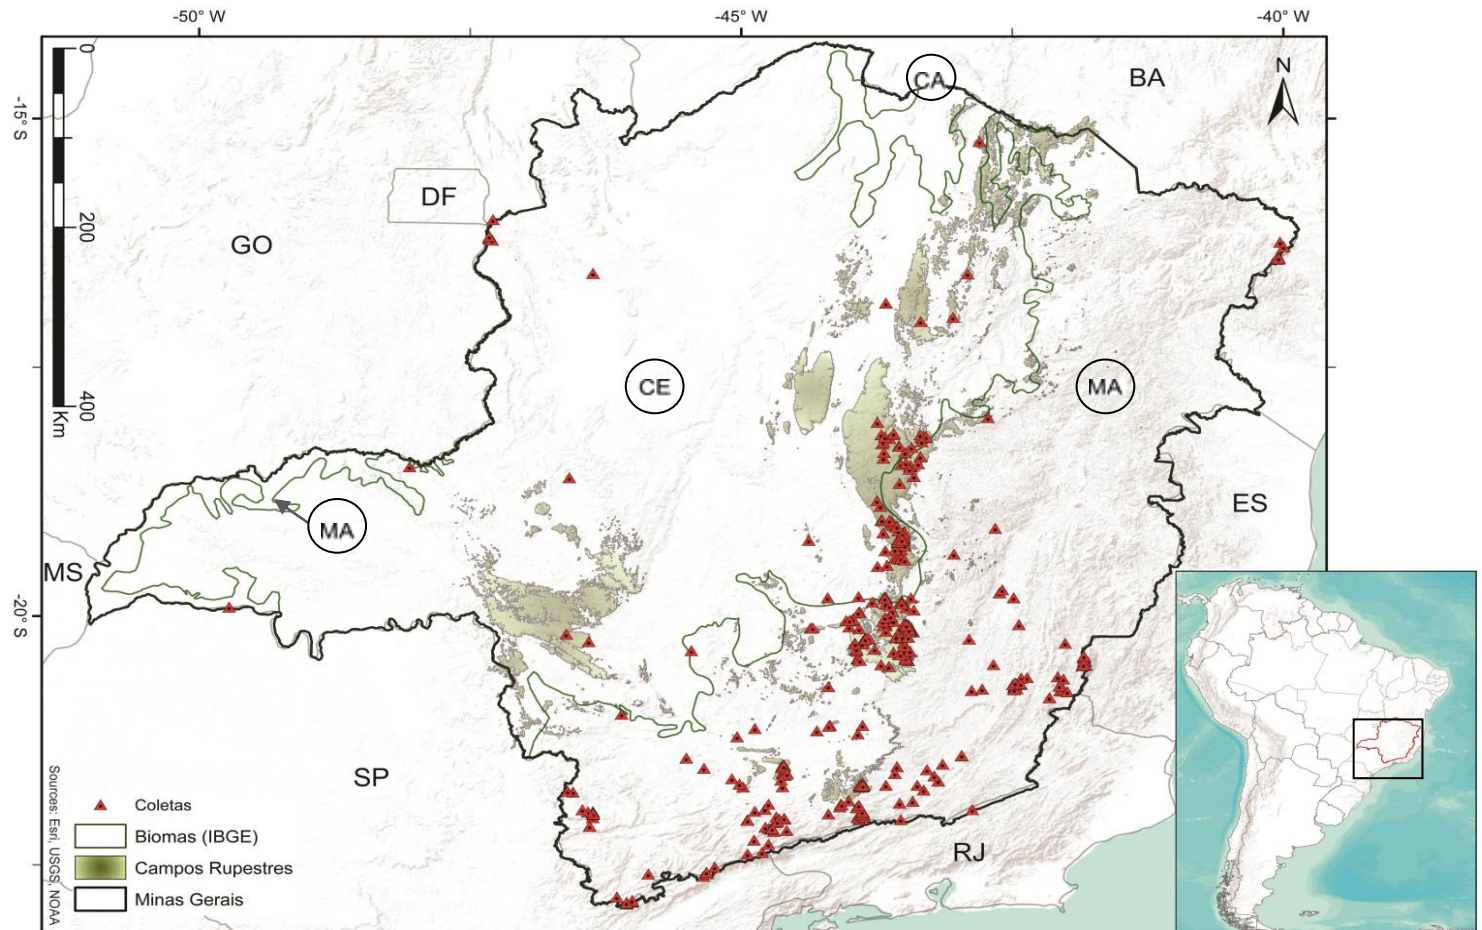 -50° W
-45° W
-40° W
-15° S
-20° S
0
200
400
Km
N
CA
BA
DF
GO
CE
MA
MA
ES
MS
SP
RJ
Coletas
Biomas (IBGE)
Campos Rupestres
Minas Gerais
Sources: Esri, USGS, NOAA